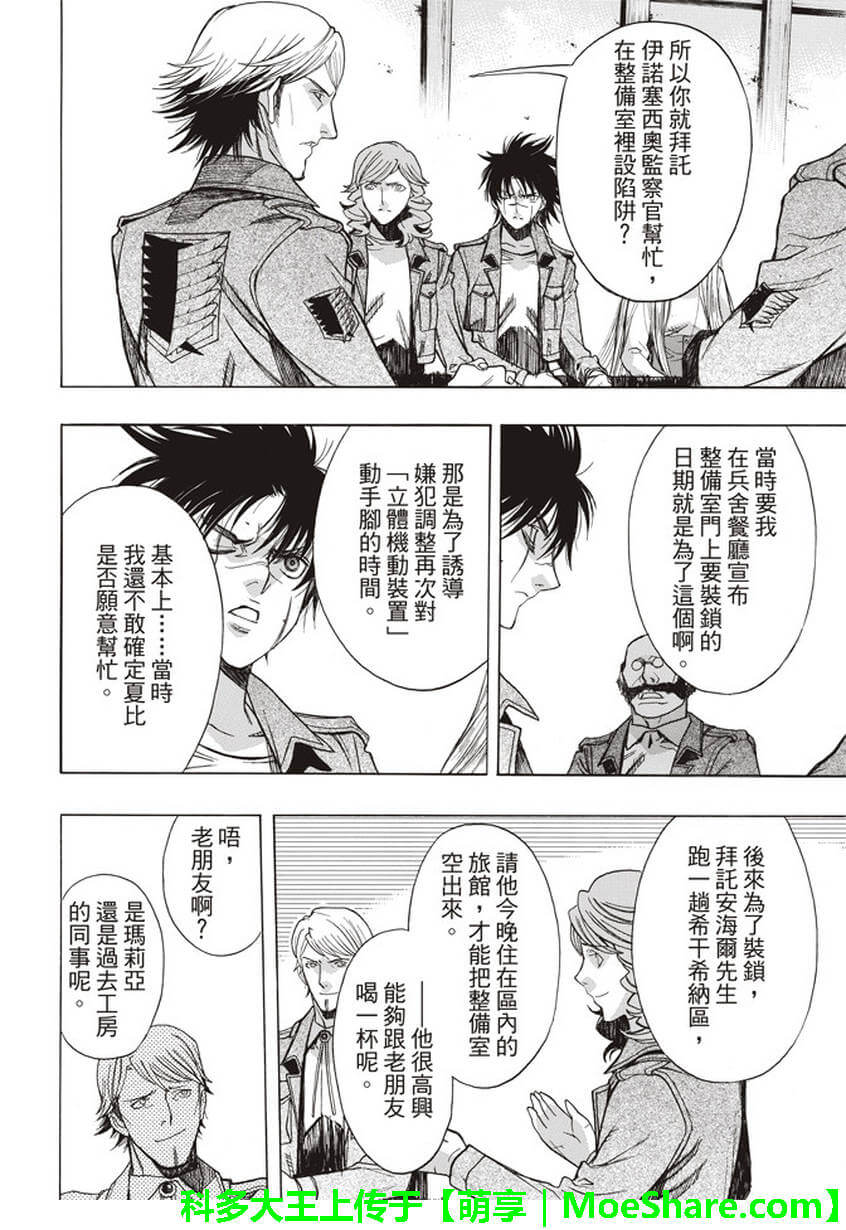 所以你就拜託
伊諾塞西奧監察官幫忙，
在整備室裡設陷阱？
當時要我
在兵舍餐廳宣布
整備室門上要裝鎖的
日期就是為了這個啊。
那是為了誘導
嫌犯調整再次對
「立體機動裝置」
動手腳的時間。
基本上……當時
我還不敢確定夏比
是否願意幫忙。
後來為了裝鎖，
拜託安海爾先生
跑一趟希干希納區，
請他今晚住在區內的
旅館，才能把整備室
空出來。
——他很高興
能夠跟老朋友
喝一杯呢。
唔，
老朋友啊？
是瑪莉亞
還是過去工房
的同事呢。
科多大王上传于【萌享｜MoeShare.com】